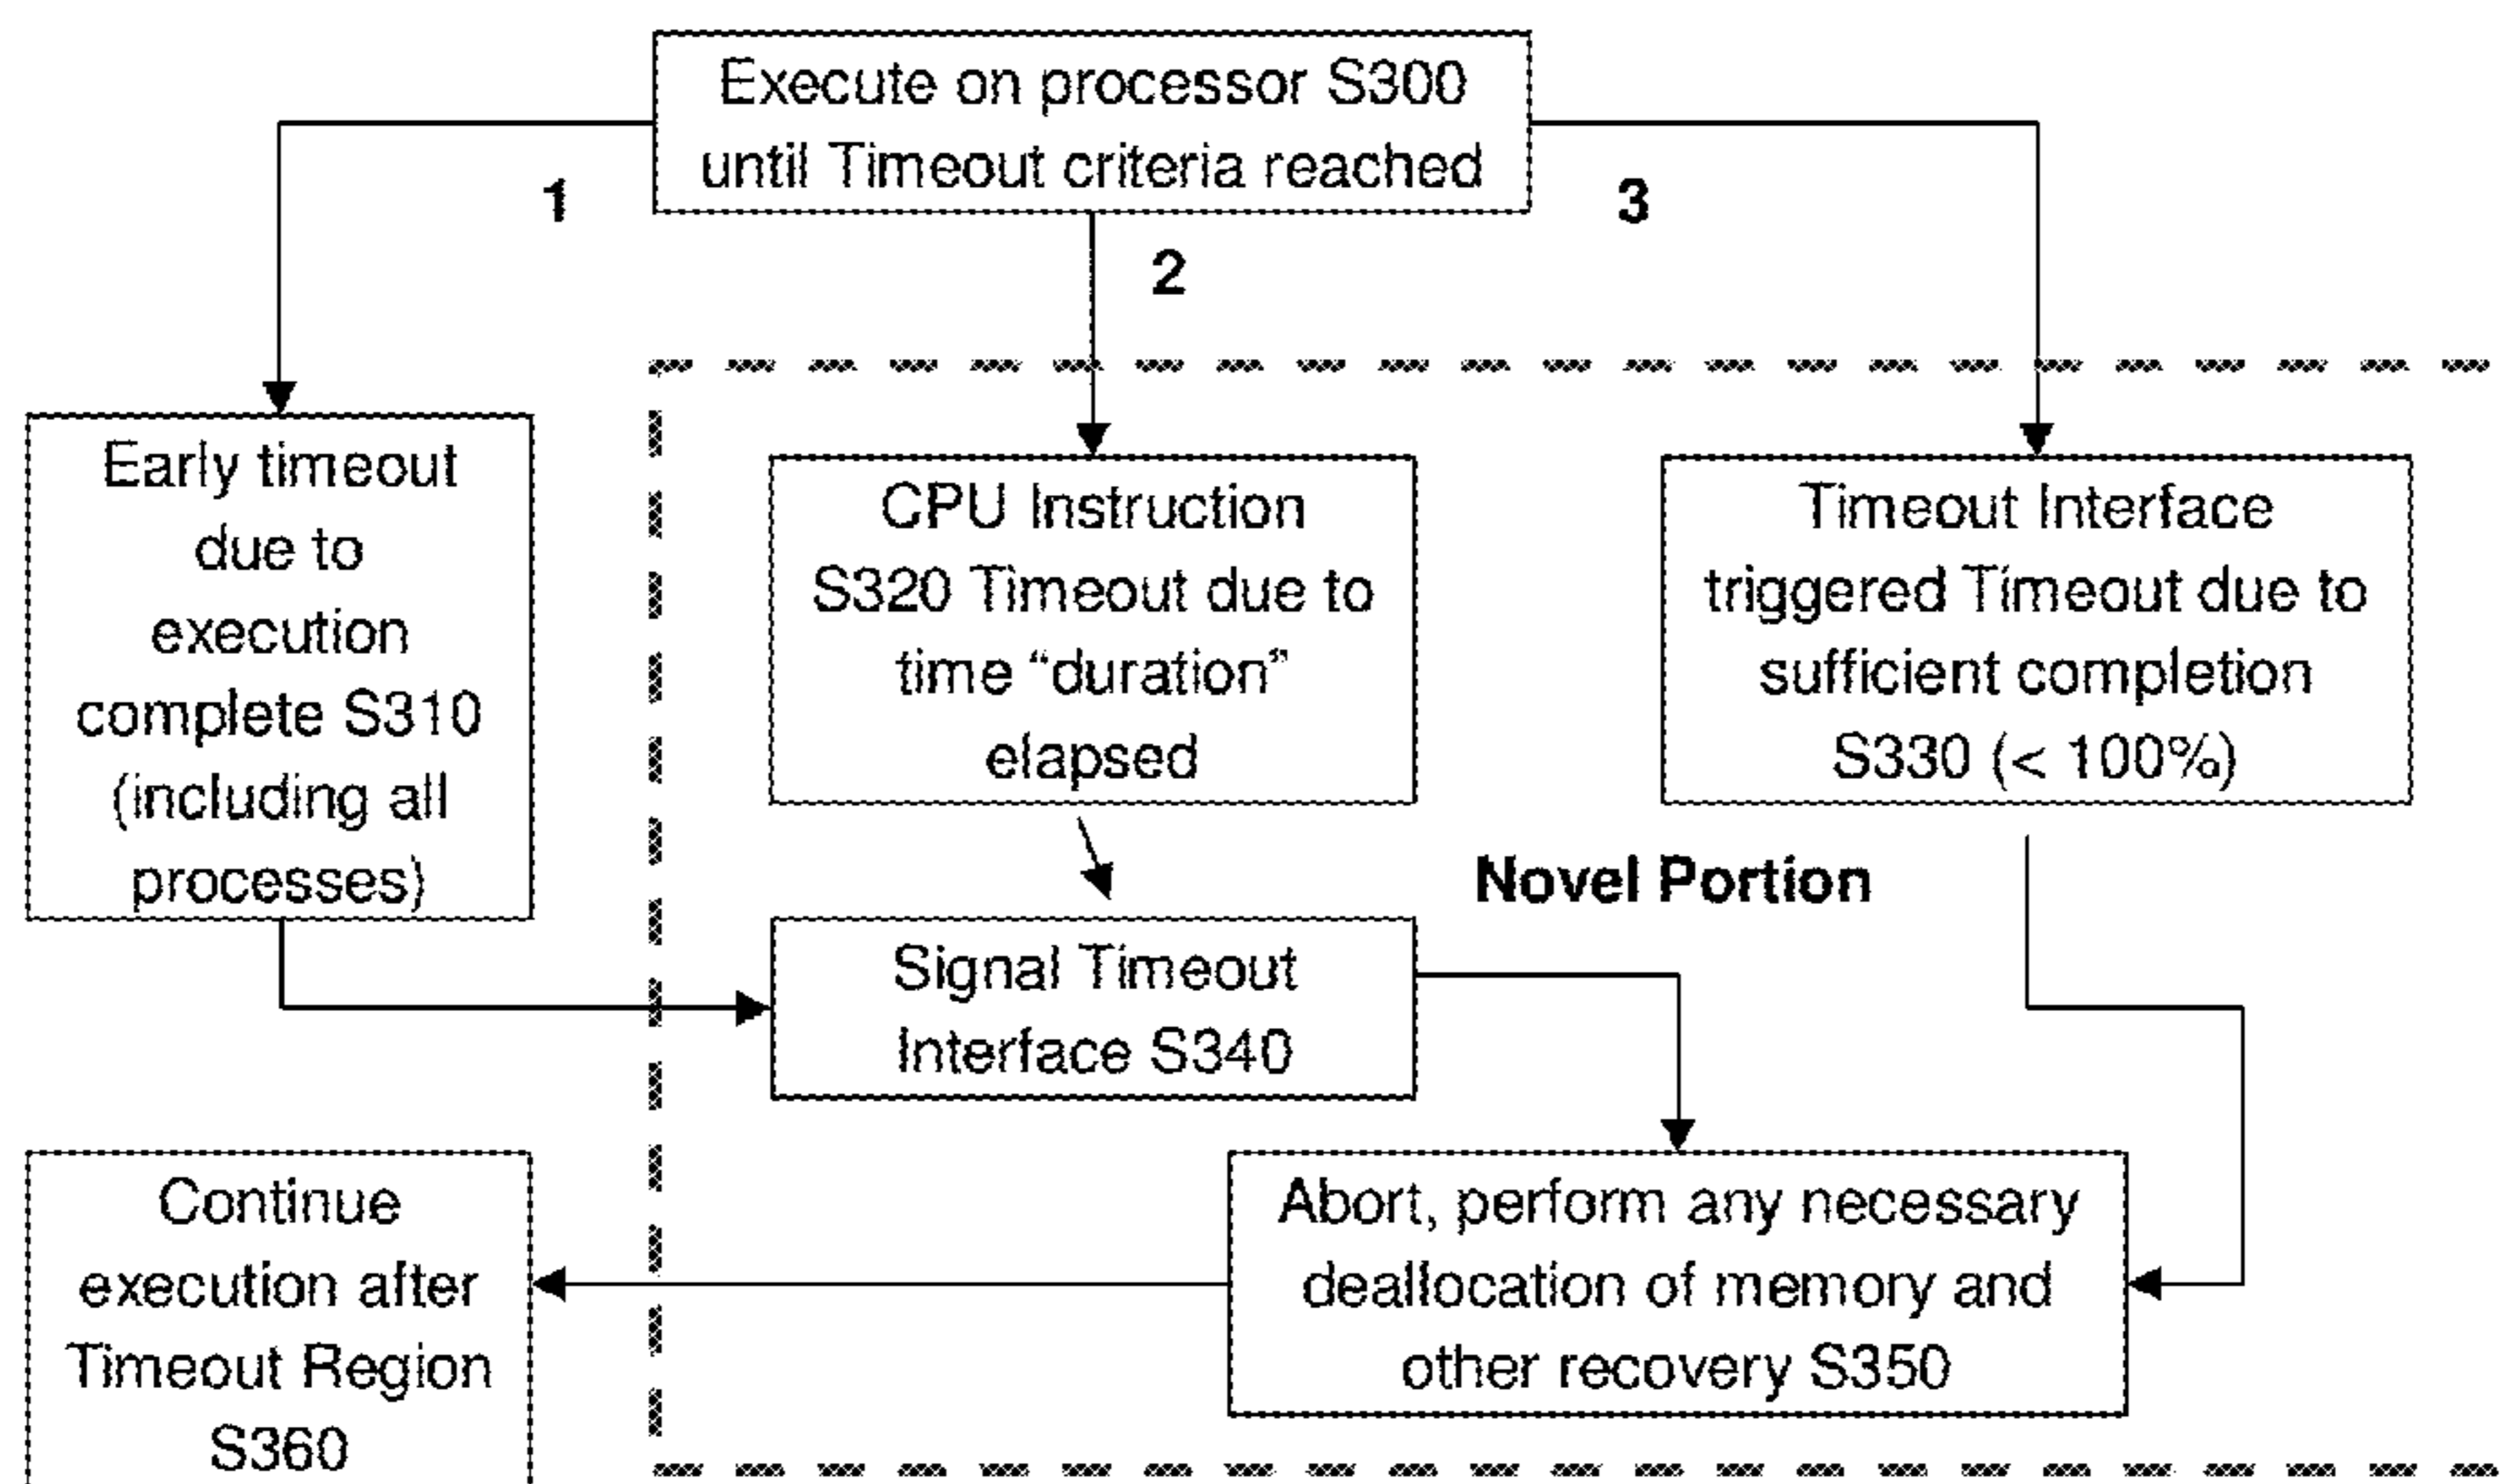 Execute on processor S300
until Timeout criteria reached
1
2
3
Early timeout
due to
execution
complete S310
(including all
processes)
CPU Instruction
S320 Timeout due to
time “duration”
elapsed
Timeout Interface
triggered Timeout due to
sufficient completion
S330 (< 100%)
Novel Portion
Signal Timeout
Interface S340
Abort, perform any necessary
deallocation of memory and
other recovery S350
Continue
execution after
Timeout Region
S360